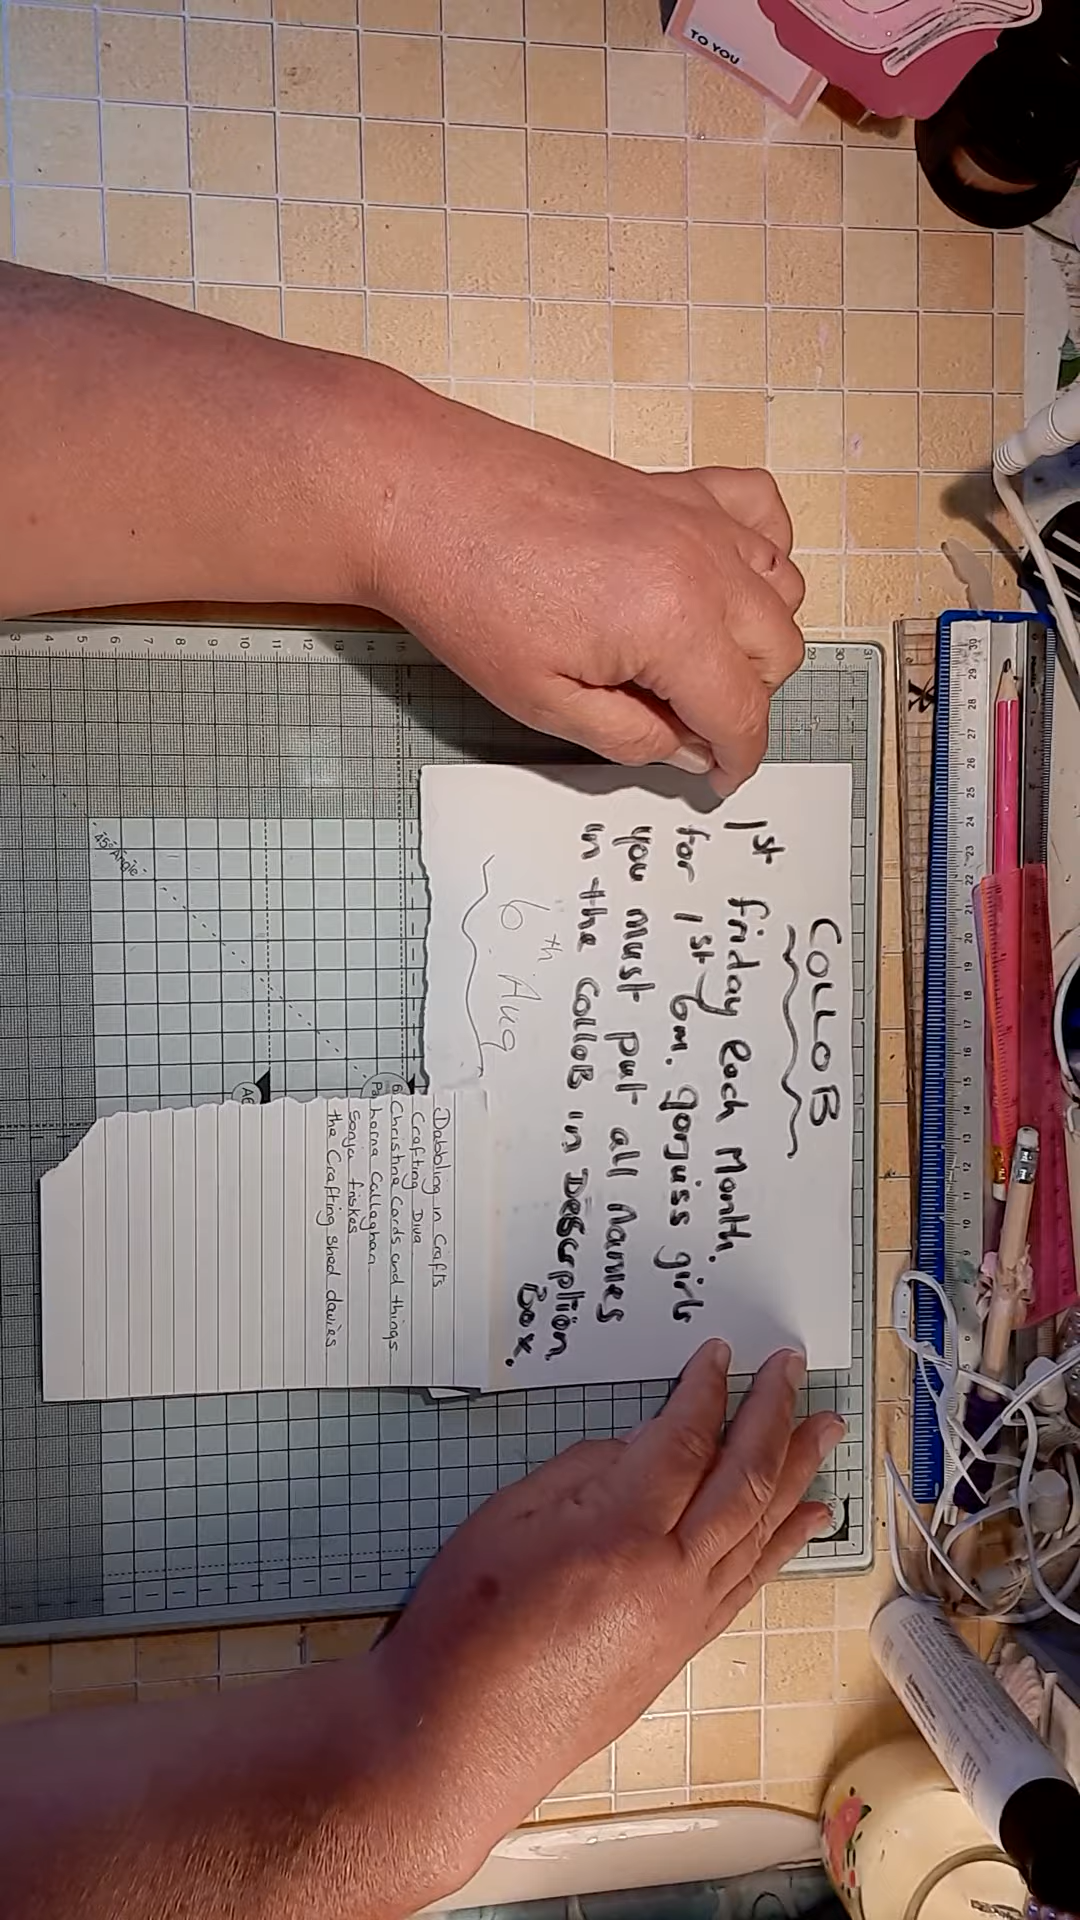 COLLOB
1st friday Each Month.
for 1st 6m. gorjuss girls
you must put all Names
in the collob in Description
Box.
6th Aug
Dabbling in Crafts
Crafting Diva
Christine Cards and things
Lorna Callaghan
Sonja friskes
the Crafting Shed davies
TO YOU
45° Angle